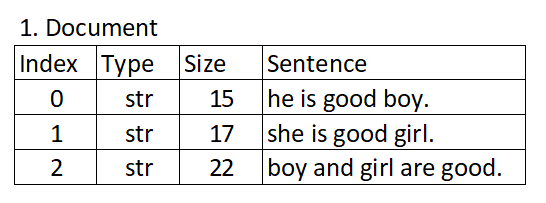 1. Document
Index Type Size Sentence
0 str 15 he is good boy.
1 str 17 she is good girl.
2 str 22 boy and girl are good.